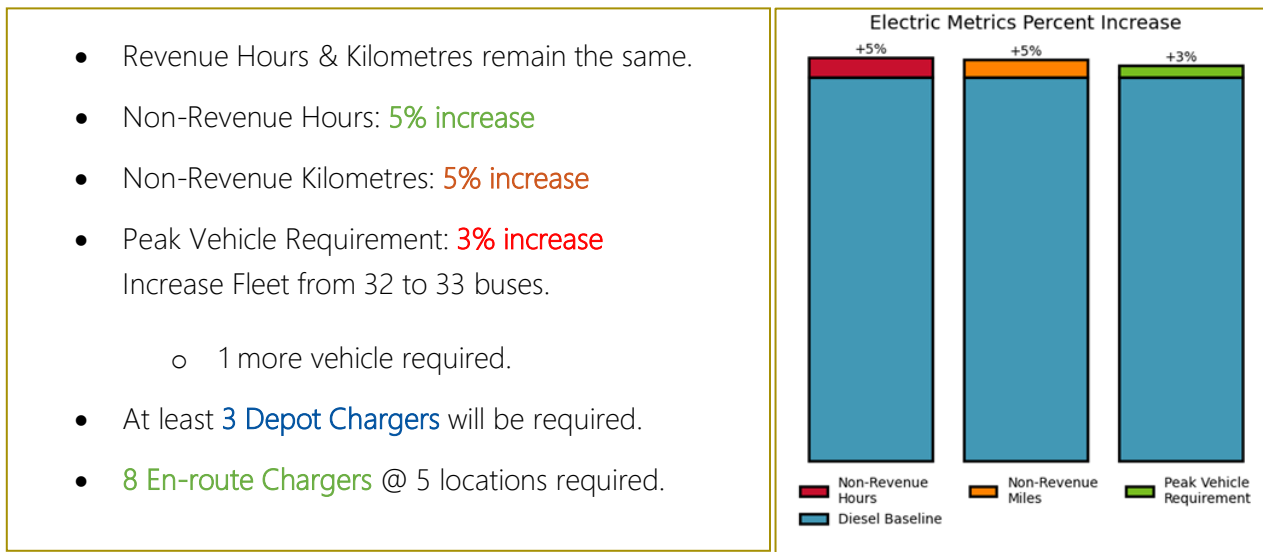 • Revenue Hours & Kilometres remain the same.
• Non-Revenue Hours: 5% increase
• Non-Revenue Kilometres: 5% increase
• Peak Vehicle Requirement: 3% increase
Increase Fleet from 32 to 33 buses.
o 1 more vehicle required.
• At least 3 Depot Chargers will be required.
• 8 En-route Chargers @ 5 locations required.
Electric Metrics Percent Increase
+5%
+5%
+3%
Non-Revenue
Hours
Non-Revenue
Miles
Peak Vehicle
Requirement
Diesel Baseline